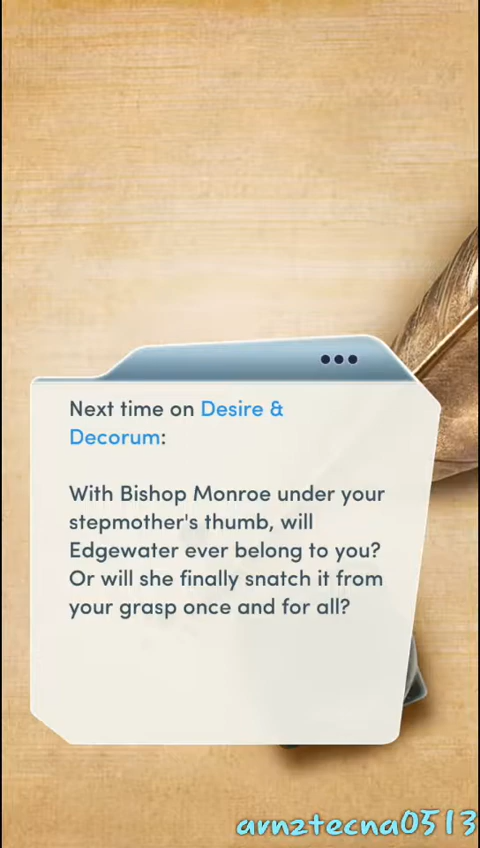 Next time on Desire &
Decorum:
With Bishop Monroe under your
stepmother's thumb, will
Edgewater ever belong to you?
Or will she finally snatch it from
your grasp once and for all?
arnztecna0513